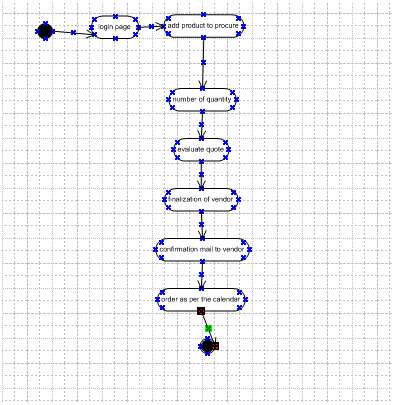 login page
add product to procure
number of quantity
evaluate quote
finalization of vendor
confirmation mail to vendor
order as per the calendar